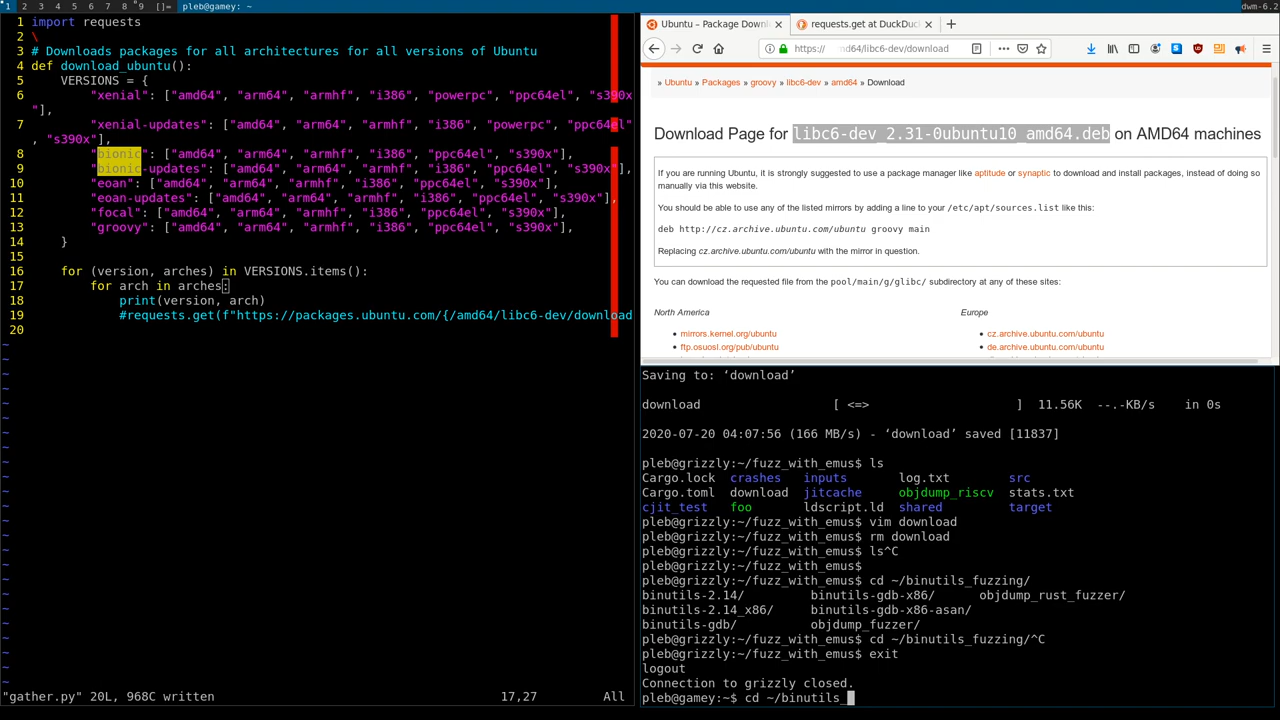 1 2 3 4 5 6 7 8 9 []= pleb@gamey: ~ dwm-6.2
1 import requests
2 \
3 # Downloads packages for all architectures for all versions of Ubuntu
4 def download_ubuntu():
5     VERSIONS = {
6         "xenial": ["amd64", "arm64", "armhf", "i386", "powerpc", "ppc64el", "s390x
"],
7         "xenial-updates": ["amd64", "arm64", "armhf", "i386", "powerpc", "ppc64el"
, "s390x"],
8         "bionic": ["amd64", "arm64", "armhf", "i386", "ppc64el", "s390x"],
9         "bionic-updates": ["amd64", "arm64", "armhf", "i386", "ppc64el", "s390x"],
10         "eoan": ["amd64", "arm64", "armhf", "i386", "ppc64el", "s390x"],
11         "eoan-updates": ["amd64", "arm64", "armhf", "i386", "ppc64el", "s390x"],
12         "focal": ["amd64", "arm64", "armhf", "i386", "ppc64el", "s390x"],
13         "groovy": ["amd64", "arm64", "armhf", "i386", "ppc64el", "s390x"],
14     }
15
16     for (version, arches) in VERSIONS.items():
17         for arch in arches:
18             print(version, arch)
19             #requests.get(f"https://packages.ubuntu.com/{/amd64/libc6-dev/download
20
"gather.py" 20L, 968C written 17,27 All
Ubuntu – Package Downl
requests.get at DuckDuc
https:// md64/libc6-dev/download
» Ubuntu » Packages » groovy » libc6-dev » amd64 » Download
Download Page for libc6-dev_2.31-0ubuntu10_amd64.deb on AMD64 machines
If you are running Ubuntu, it is strongly suggested to use a package manager like aptitude or synaptic to download and install packages, instead of doing so
manually via this website.
You should be able to use any of the listed mirrors by adding a line to your /etc/apt/sources.list like this:
deb http://cz.archive.ubuntu.com/ubuntu groovy main
Replacing cz.archive.ubuntu.com/ubuntu with the mirror in question.
You can download the requested file from the pool/main/g/glibc/ subdirectory at any of these sites:
North America
mirrors.kernel.org/ubuntu
ftp.osuosl.org/pub/ubuntu
Europe
cz.archive.ubuntu.com/ubuntu
de.archive.ubuntu.com/ubuntu
Saving to: ‘download’
download [ <=> ] 11.56K --.-KB/s in 0s
2020-07-20 04:07:56 (166 MB/s) - ‘download’ saved [11837]
pleb@grizzly:~/fuzz_with_emus$ ls
Cargo.lock crashes inputs log.txt src
Cargo.toml download jitcache objdump_riscv stats.txt
cjit_test foo ldscript.ld shared target
pleb@grizzly:~/fuzz_with_emus$ vim download
pleb@grizzly:~/fuzz_with_emus$ rm download
pleb@grizzly:~/fuzz_with_emus$ ls^C
pleb@grizzly:~/fuzz_with_emus$
pleb@grizzly:~/fuzz_with_emus$ cd ~/binutils_fuzzing/
binutils-2.14/ binutils-gdb-x86/ objdump_rust_fuzzer/
binutils-2.14_x86/ binutils-gdb-x86-asan/
binutils-gdb/ objdump_fuzzer/
pleb@grizzly:~/fuzz_with_emus$ cd ~/binutils_fuzzing/^C
pleb@grizzly:~/fuzz_with_emus$ exit
logout
Connection to grizzly closed.
pleb@gamey:~$ cd ~/binutils_